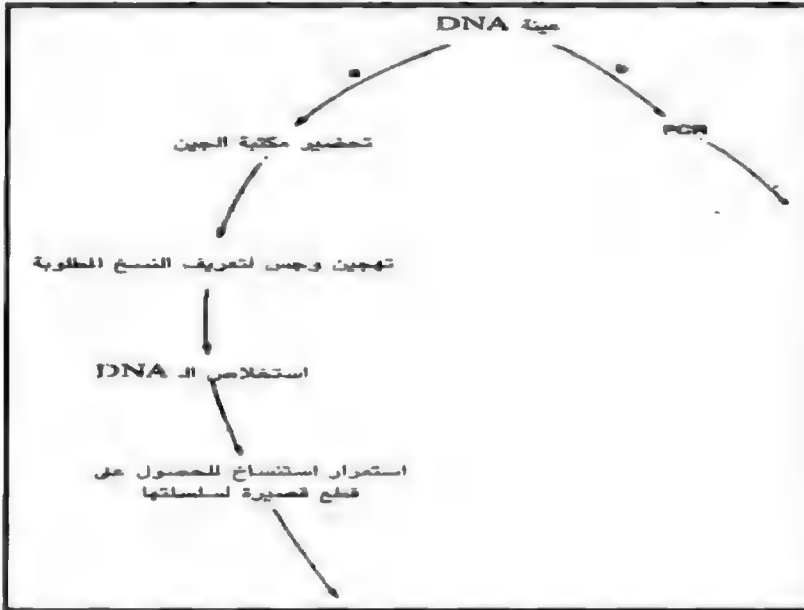 عينة DNA
a
b
PCR
تحضير مكتبة الجين
تهجين وجس لتعريف النسخ المطلوبة
استخلاص الـ DNA
استمرار استنساخ للحصول على
قطع قصيرة لسلسلتها